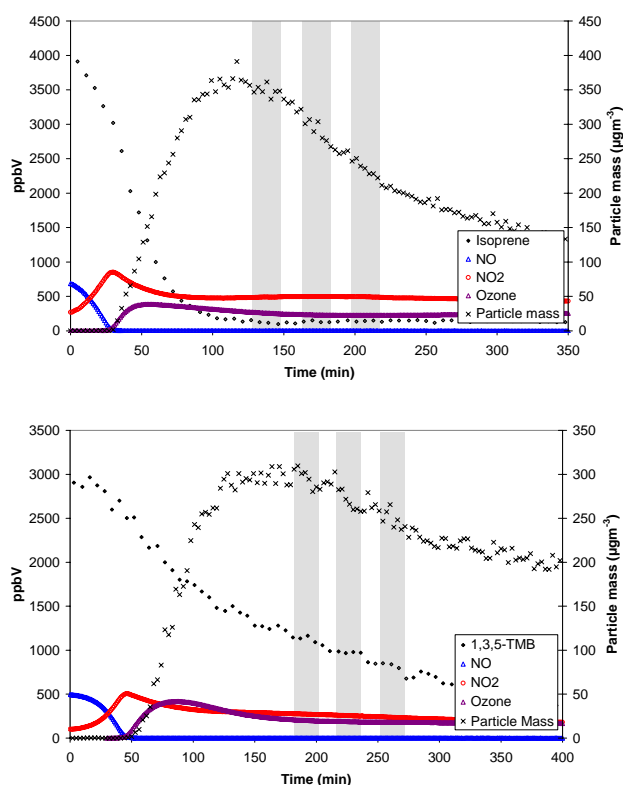 4500 450
4000 400
3500 350
3000 300
2500 250
2000 200
1500 150
1000 100
500 50
0 0
0 50 100 150 200 250 300 350
Time (min)
ppbV
Particle mass (µgm-3)
Isoprene
NO
NO2
Ozone
Particle mass
3500 350
3000 300
2500 250
2000 200
1500 150
1000 100
500 50
0 0
0 50 100 150 200 250 300 350 400
Time (min)
ppbV
Particle mass (µgm-3)
1,3,5-TMB
NO
NO2
Ozone
Particle Mass